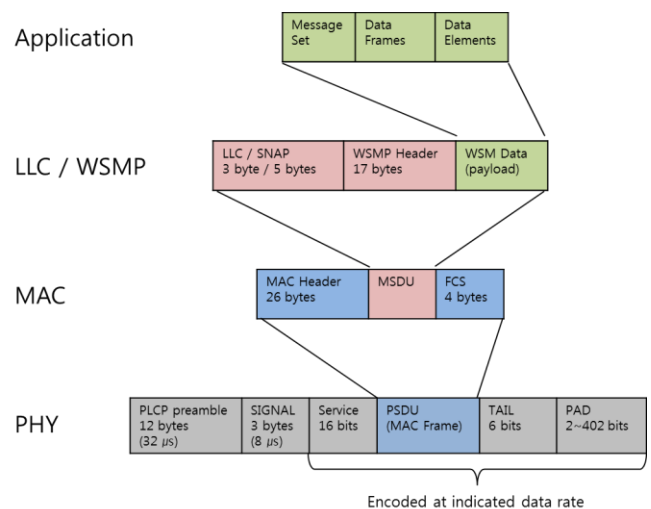 Application
Message Set
Data Frames
Data Elements
LLC / WSMP
LLC / SNAP
3 byte / 5 bytes
WSMP Header
17 bytes
WSM Data
(payload)
MAC
MAC Header
26 bytes
MSDU
FCS
4 bytes
PHY
PLCP preamble
12 bytes
(32 μs)
SIGNAL
3 bytes
(8 μs)
Service
16 bits
PSDU
(MAC Frame)
TAIL
6 bits
PAD
2~402 bits
Encoded at indicated data rate